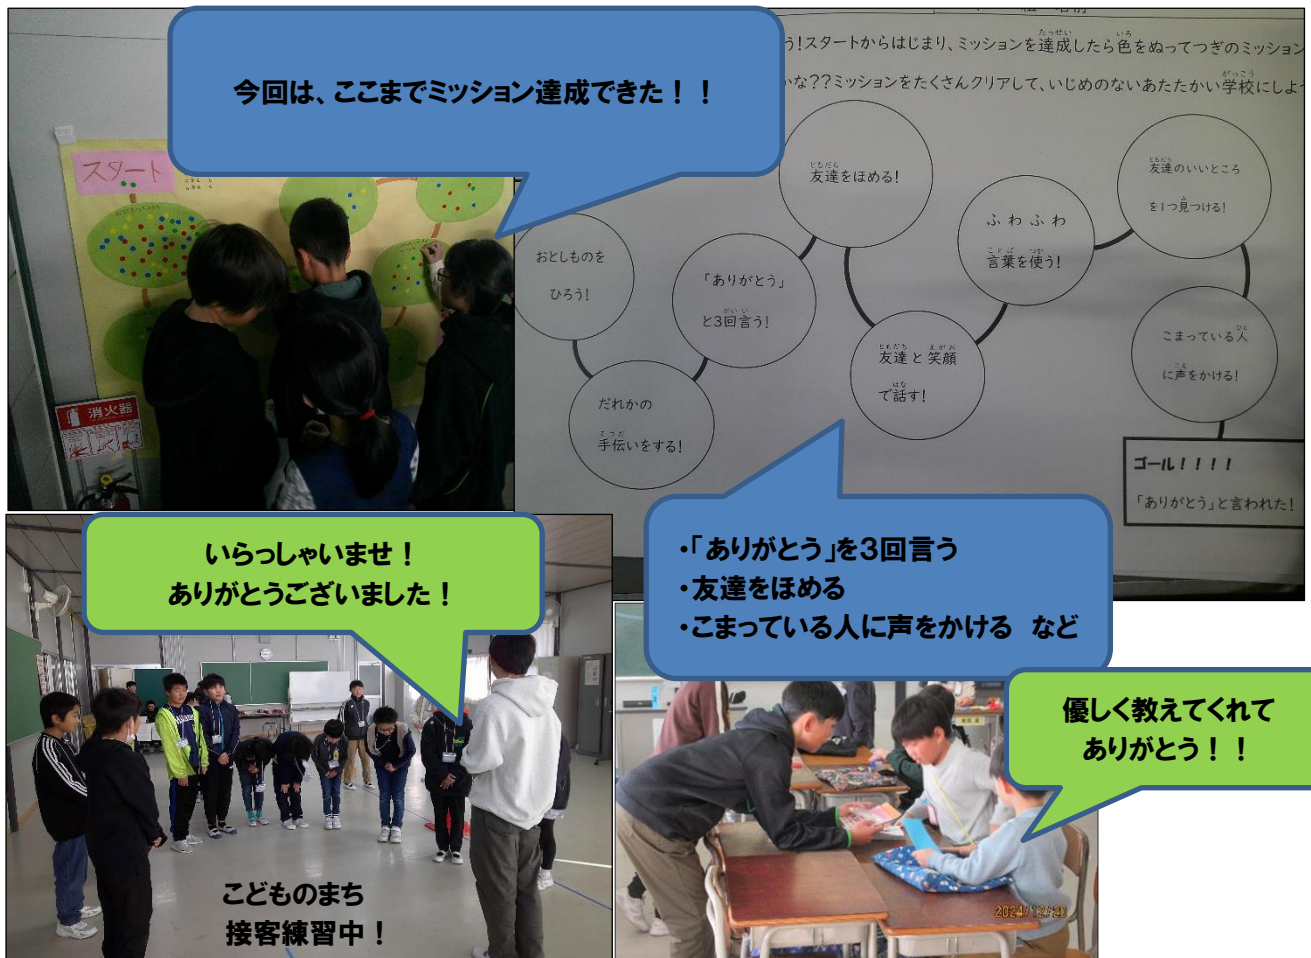 今回は、ここまでミッション達成できた！！
スタート
消火器
う!スタートからはじまり、ミッションを達成したら色をぬってつぎのミッション
かな??ミッションをたくさんクリアして、いじめのないあたたかい学校にしよ
おとしものを
ひろう!
だれかの
手伝いをする!
「ありがとう」
と3回言う!
友達をほめる!
友達と笑顔
で話す!
ふわふわ
言葉を使う!
友達のいいところ
を1つ見つける!
こまっている人
に声をかける!
ゴール！！！！
「ありがとう」と言われた!
・「ありがとう」を３回言う
・友達をほめる
・こまっている人に声をかける　など
いらっしゃいませ！
ありがとうございました！
こどものまち
接客練習中！
優しく教えてくれて
ありがとう！！
2024/12/20